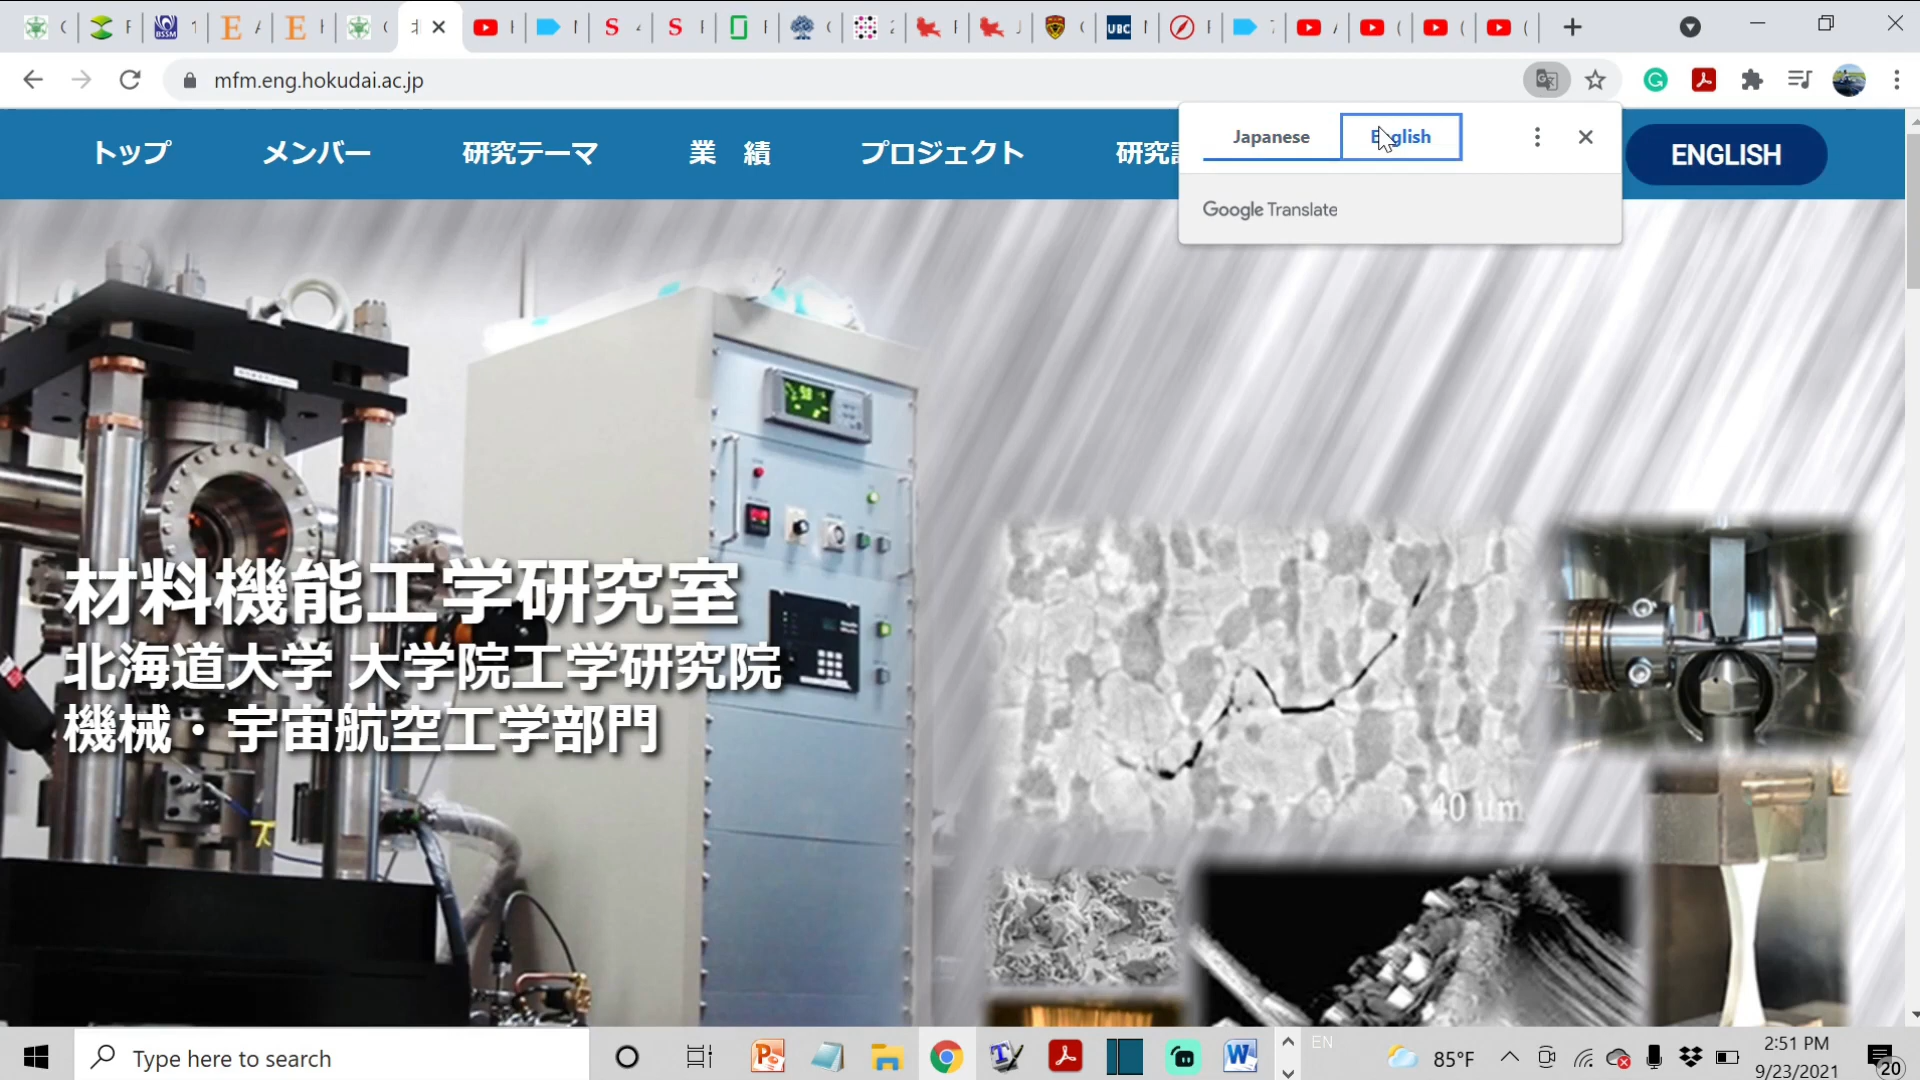 mfm.eng.hokudai.ac.jp
トップ メンバー 研究テーマ 業 績 プロジェクト ENGLISH
Japanese English
Google Translate
材料機能工学研究室
北海道大学 大学院工学研究院
機械・宇宙航空工学部門
40 μm
Type here to search
EN
85°F
2:51 PM
9/23/2021
20